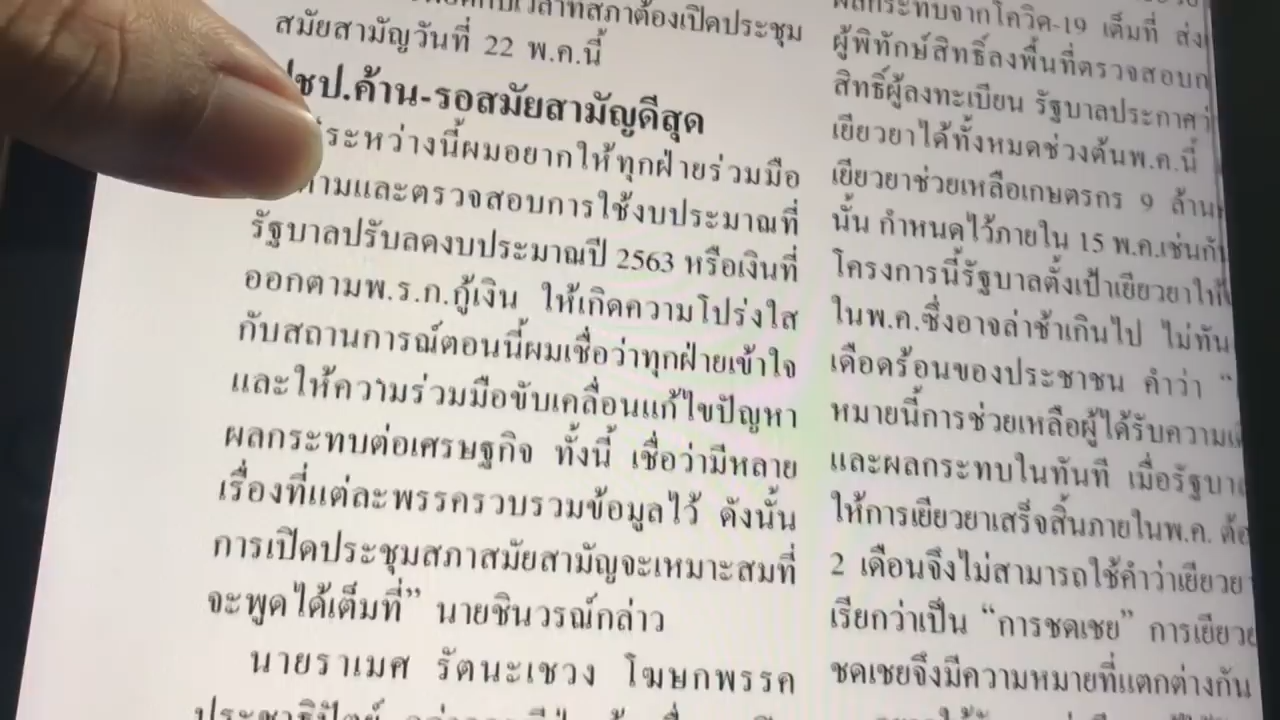 ต้องเปิดประชุม
สมัยสามัญวันที่ 22 พ.ค.นี้
ชป.ค้าน-รอสมัยสามัญดีสุด
ระหว่างนี้ผมอยากให้ทุกฝ่ายร่วมมือ
ตามและตรวจสอบการใช้งบประมาณที่
รัฐบาลปรับลดงบประมาณปี 2563 หรือเงินที่
ออกตามพ.ร.ก.กู้เงิน ให้เกิดความโปร่งใส
กับสถานการณ์ตอนนี้ผมเชื่อว่าทุกฝ่ายเข้าใจ
และให้ความร่วมมือขับเคลื่อนแก้ไขปัญหา
ผลกระทบต่อเศรษฐกิจ ทั้งนี้ เชื่อว่ามีหลาย
เรื่องที่แต่ละพรรครวบรวมข้อมูลไว้ ดังนั้น
การเปิดประชุมสภาสมัยสามัญจะเหมาะสมที่
จะพูดได้เต็มที่” นายชินวรณ์กล่าว
นายราเมศ รัตนะเชวง โฆษกพรรค
ประชาธิปัตย์
ผลกระทบจากโควิด-19 เต็มที่ ส่ง
ผู้พิทักษ์สิทธิ์ลงพื้นที่ตรวจสอบ
สิทธิ์ผู้ลงทะเบียน รัฐบาลประกาศว่
เยียวยาได้ทั้งหมดช่วงต้นพ.ค.นี้
เยียวยาช่วยเหลือเกษตรกร 9 ล้าน
นั้น กำหนดไว้ภายใน 15 พ.ค.เช่นกัน
โครงการนี้รัฐบาลตั้งเป้าเยียวยาให้
ในพ.ค.ซึ่งอาจล่าช้าเกินไป ไม่ทัน
เดือดร้อนของประชาชน คำว่า “
หมายนี้การช่วยเหลือผู้ได้รับความ
และผลกระทบในทันที เมื่อรัฐบา
ให้การเยียวยาเสร็จสิ้นภายในพ.ค. ต้อ
2 เดือนจึงไม่สามารถใช้คำว่าเยียวย
เรียกว่าเป็น “การชดเชย” การเยียว
ชดเชยจึงมีความหมายที่แตกต่างกัน